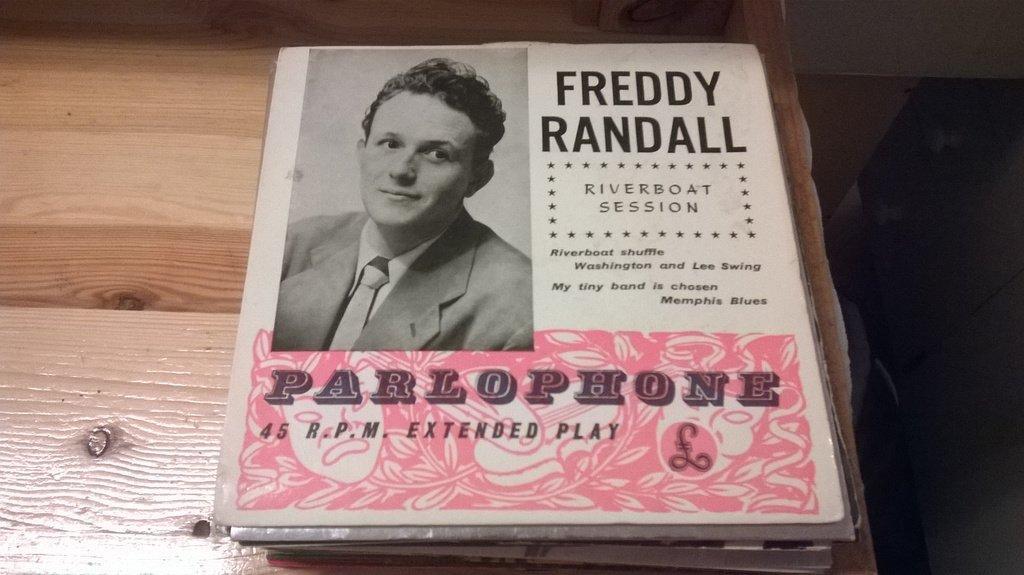 FREDDY
RANDALL
RIVERBOAT
SESSION
Riverboat shuffle
Washington and Lee Swing
My tiny band is chosen
Memphis Blues
PARLOPHONE
45 R.P.M. EXTENDED PLAY
£